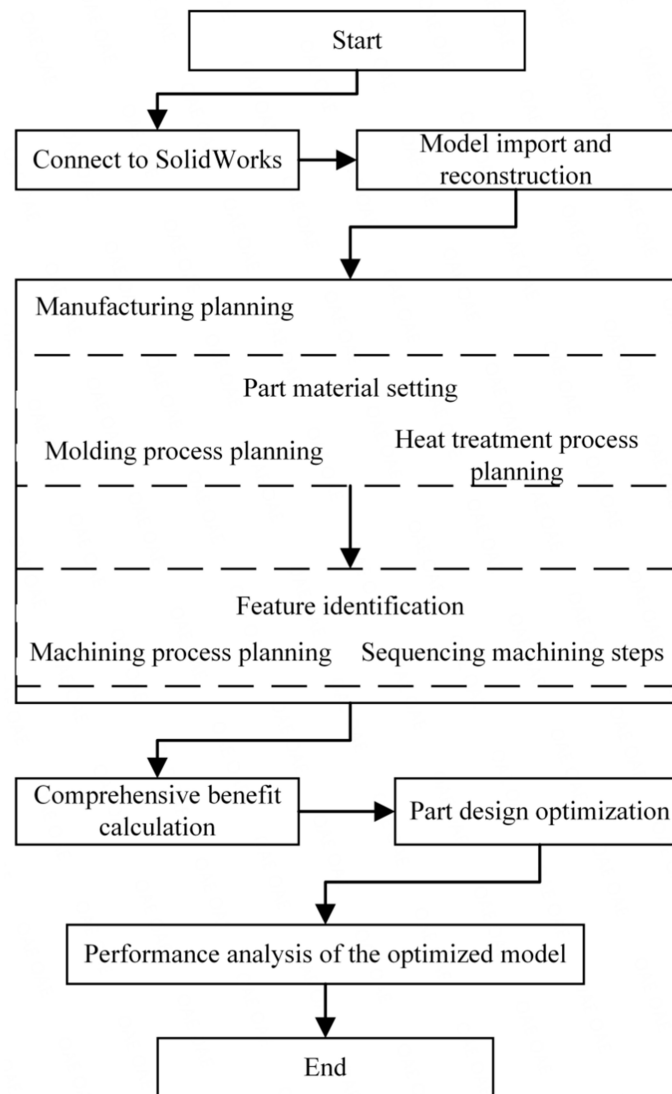 Start
Connect to SolidWorks
Model import and
reconstruction
Manufacturing planning
Part material setting
Molding process planning
Heat treatment process
planning
Feature identification
Machining process planning
Sequencing machining steps
Comprehensive benefit
calculation
Part design optimization
Performance analysis of the optimized model
End